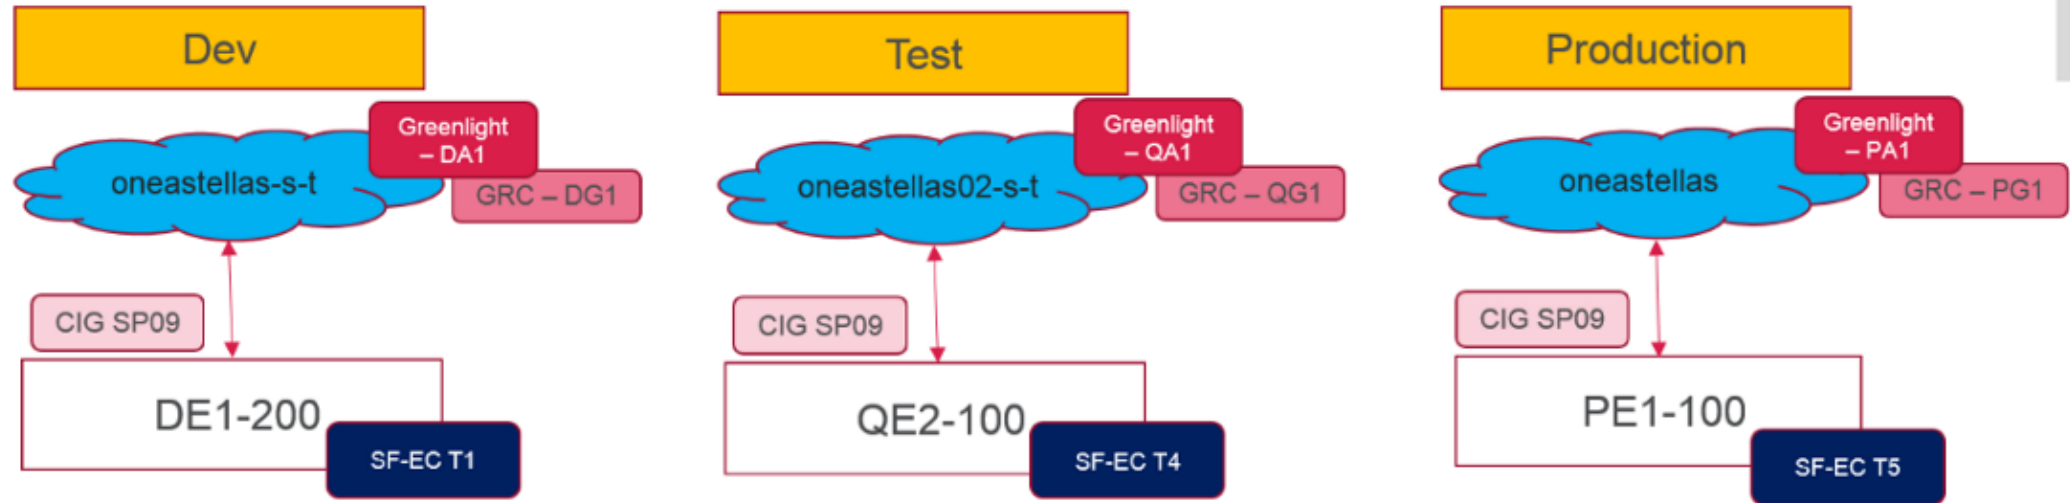 Dev
Test
Production
Greenlight
– DA1
oneastellas-s-t
GRC – DG1
Greenlight
– QA1
oneastellas02-s-t
GRC – QG1
Greenlight
– PA1
oneastellas
GRC – PG1
CIG SP09
CIG SP09
CIG SP09
DE1-200
SF-EC T1
QE2-100
SF-EC T4
PE1-100
SF-EC T5